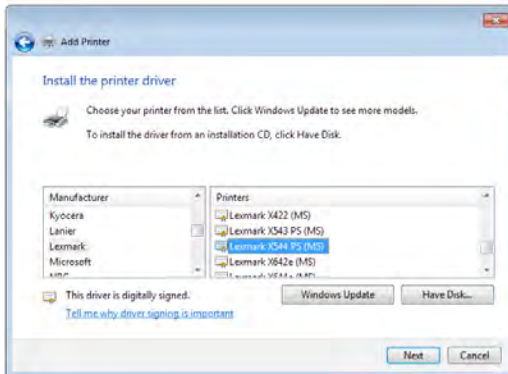 Add Printer
Install the printer driver
Choose your printer from the list. Click Windows Update to see more models.
To install the driver from an installation CD, click Have Disk.
Manufacturer
Kyocera
Lanier
Lexmark
Microsoft
Printers
Lexmark X422 (MS)
Lexmark X543 PS (MS)
Lexmark X544 PS (MS)
Lexmark X642e (MS)
This driver is digitally signed.
Tell me why driver signing is important
Windows Update
Have Disk...
Next
Cancel